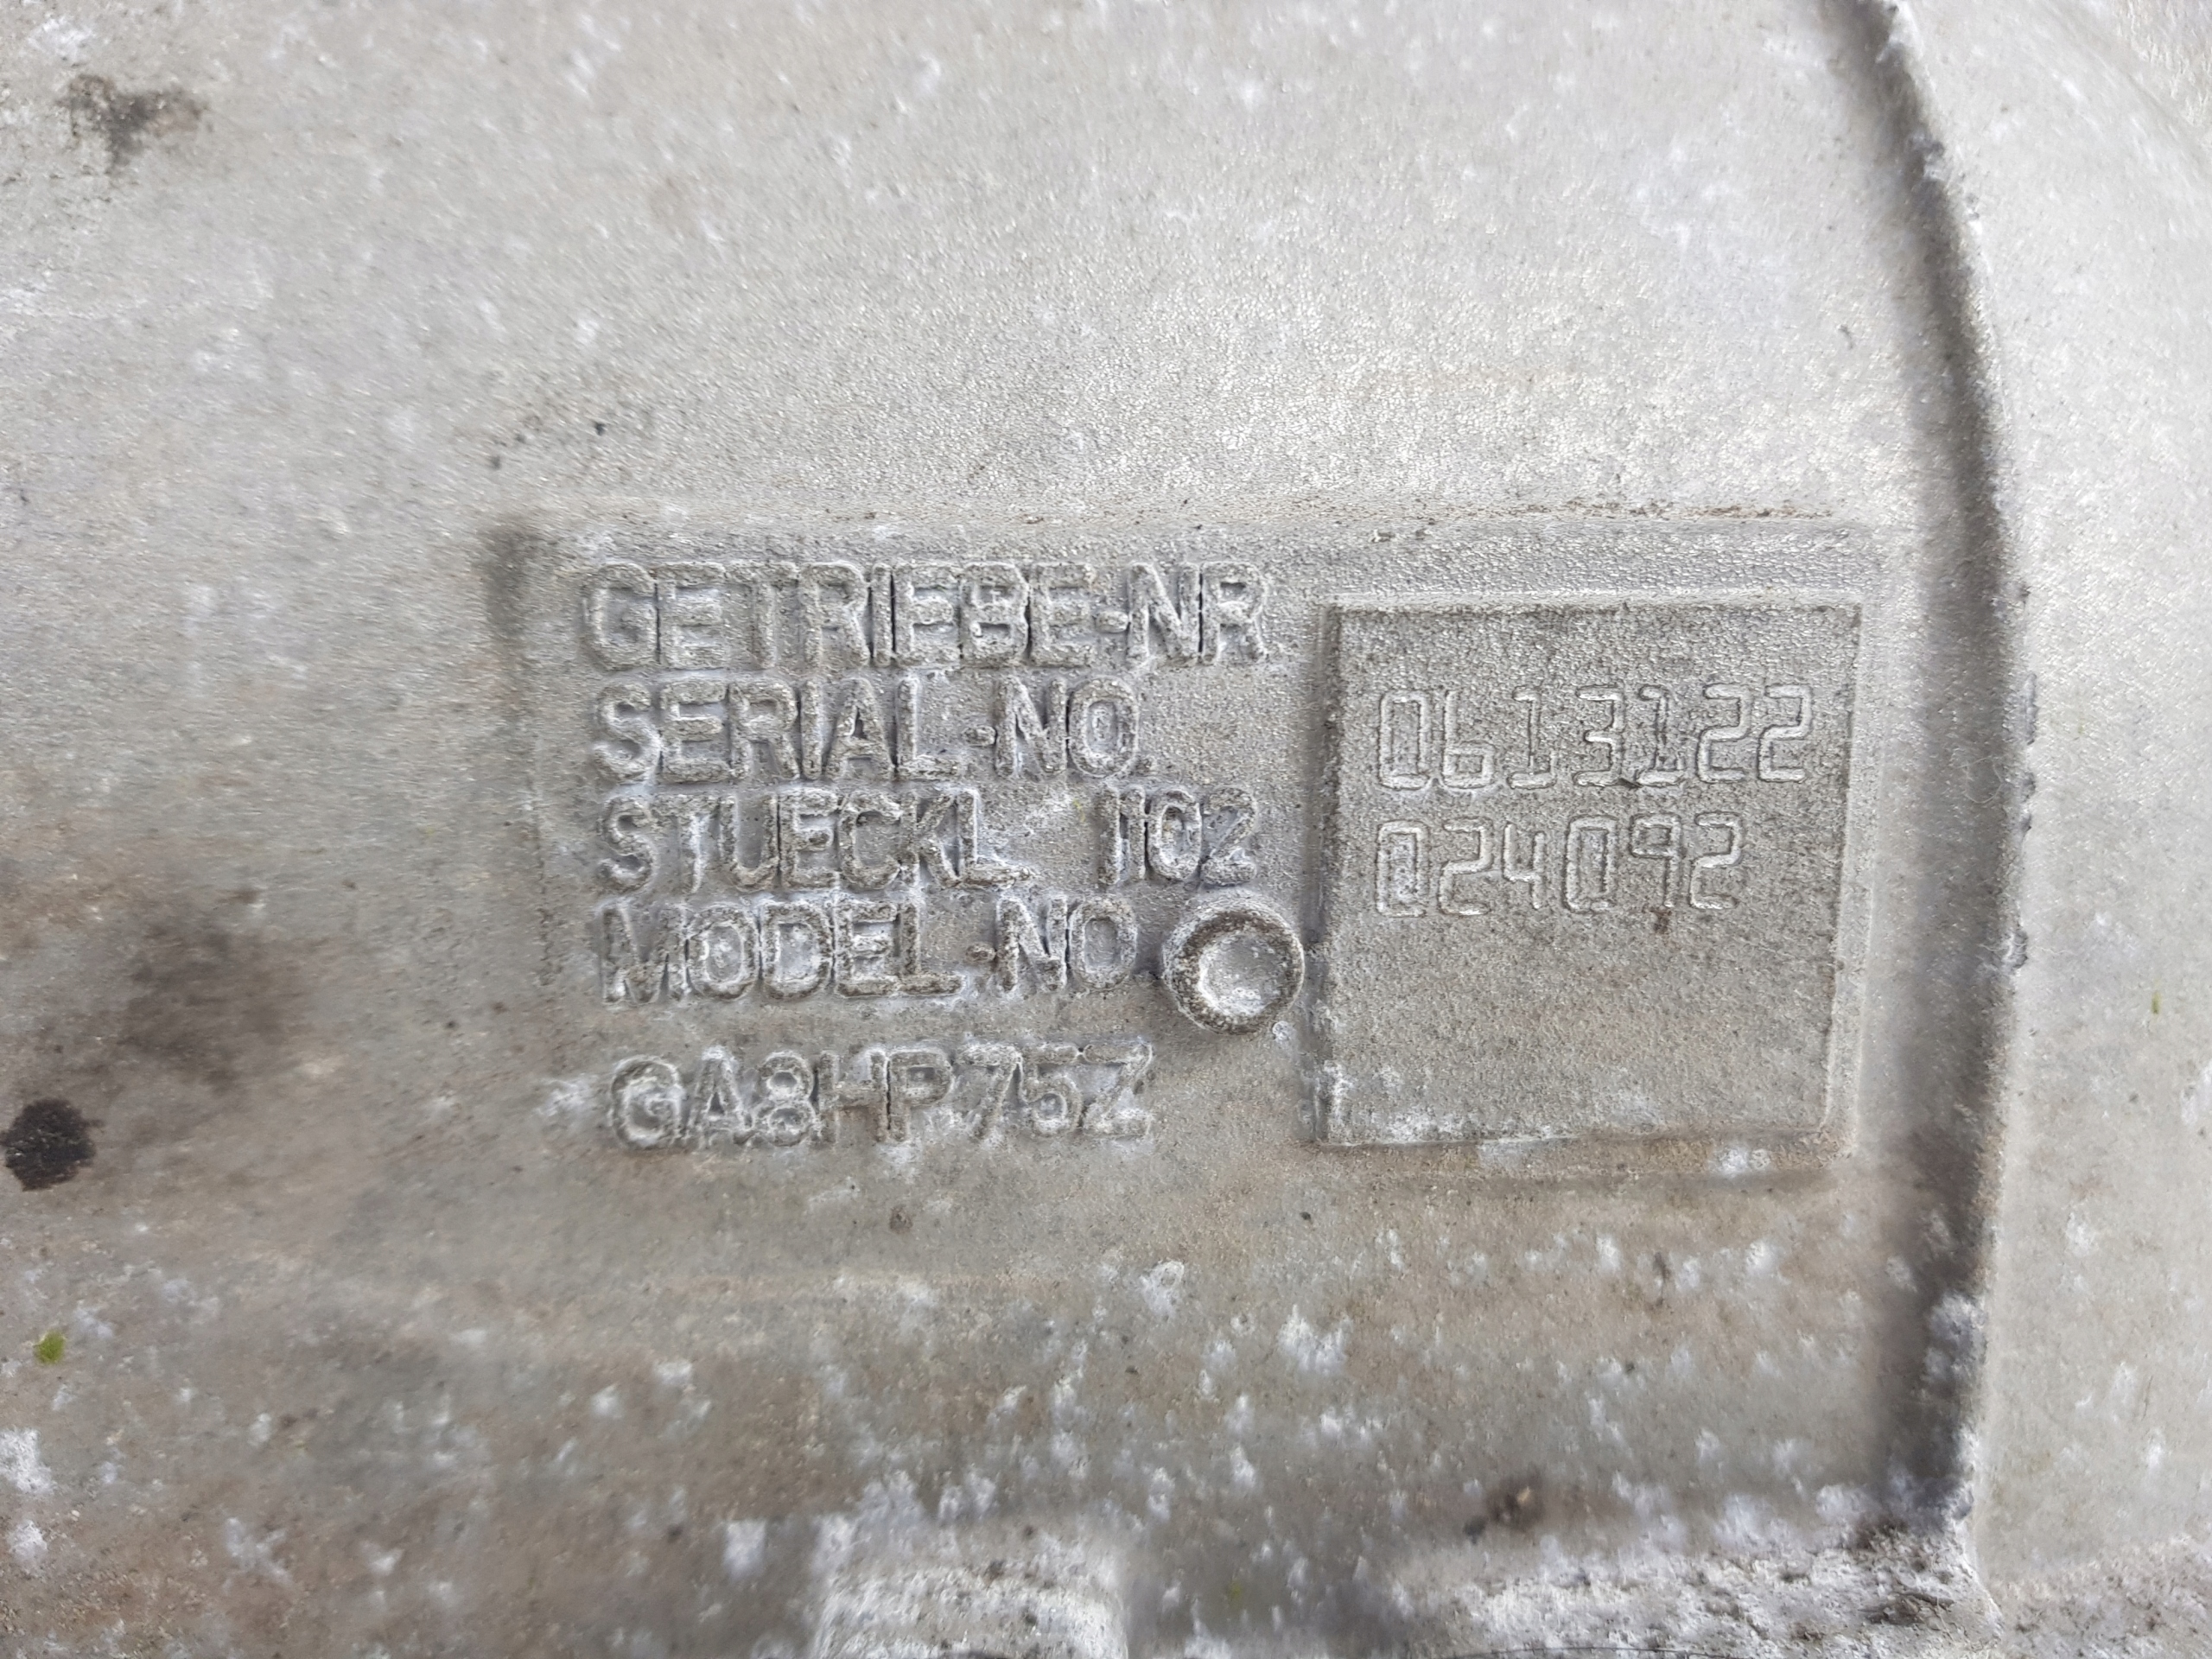 GETRIEBE-NR.
SERIAL-NO.
0613122
STUECKL. 1102
024092
MODEL-NO
GA8HP75Z